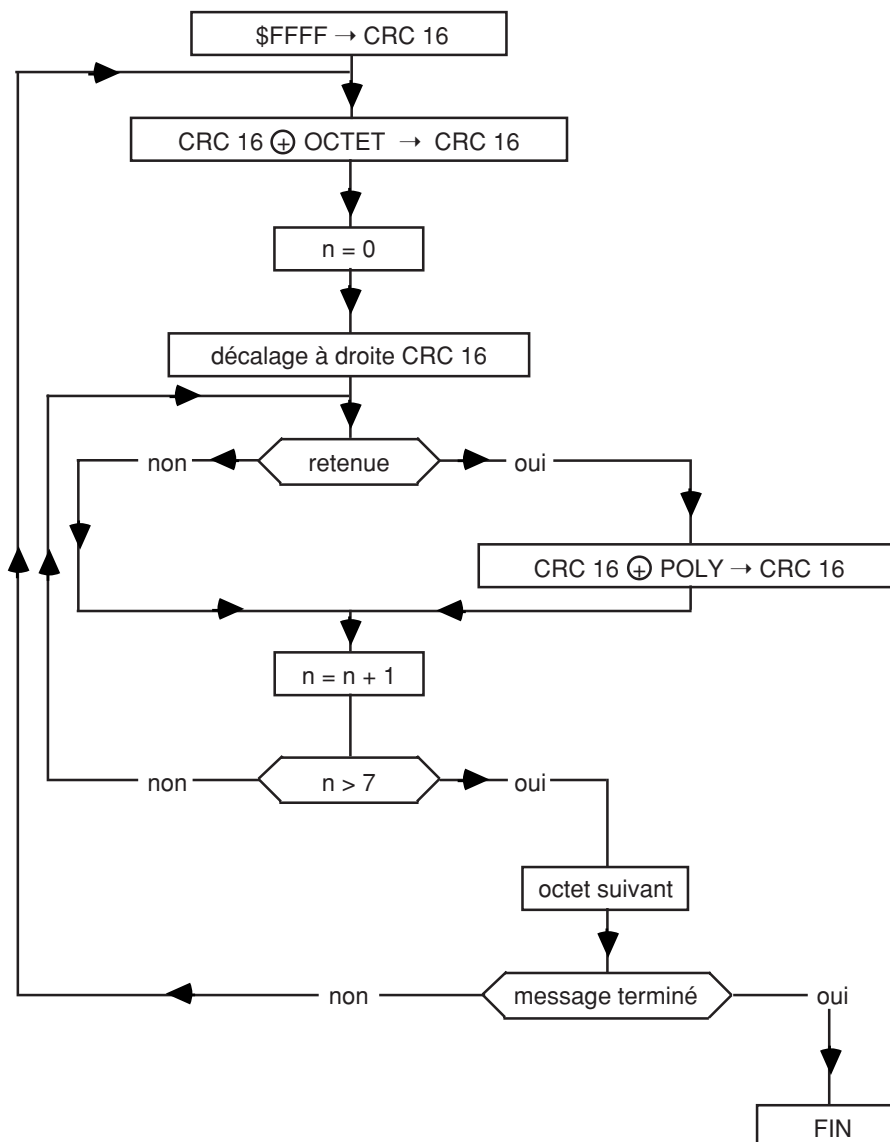 $FFFF → CRC 16
CRC 16 ⊕ OCTET → CRC 16
n = 0
décalage à droite CRC 16
non retenue oui
CRC 16 ⊕ POLY → CRC 16
n = n + 1
non n > 7 oui
octet suivant
non message terminé oui
FIN